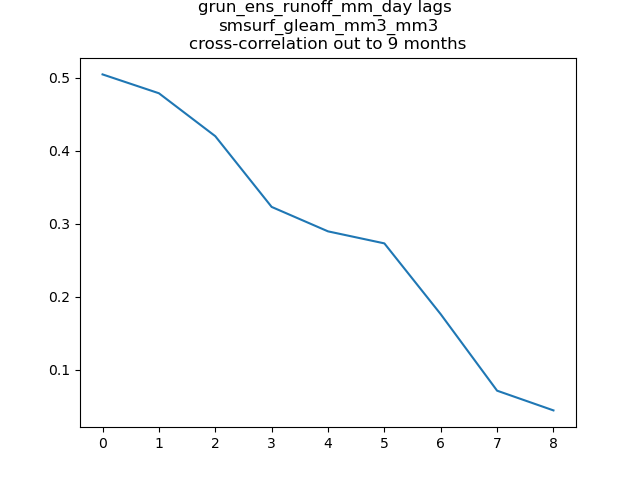 grun_ens_runoff_mm_day lags
smsurf_gleam_mm3_mm3
cross-correlation out to 9 months
0.5
0.4
0.3
0.2
0.1
0 1 2 3 4 5 6 7 8